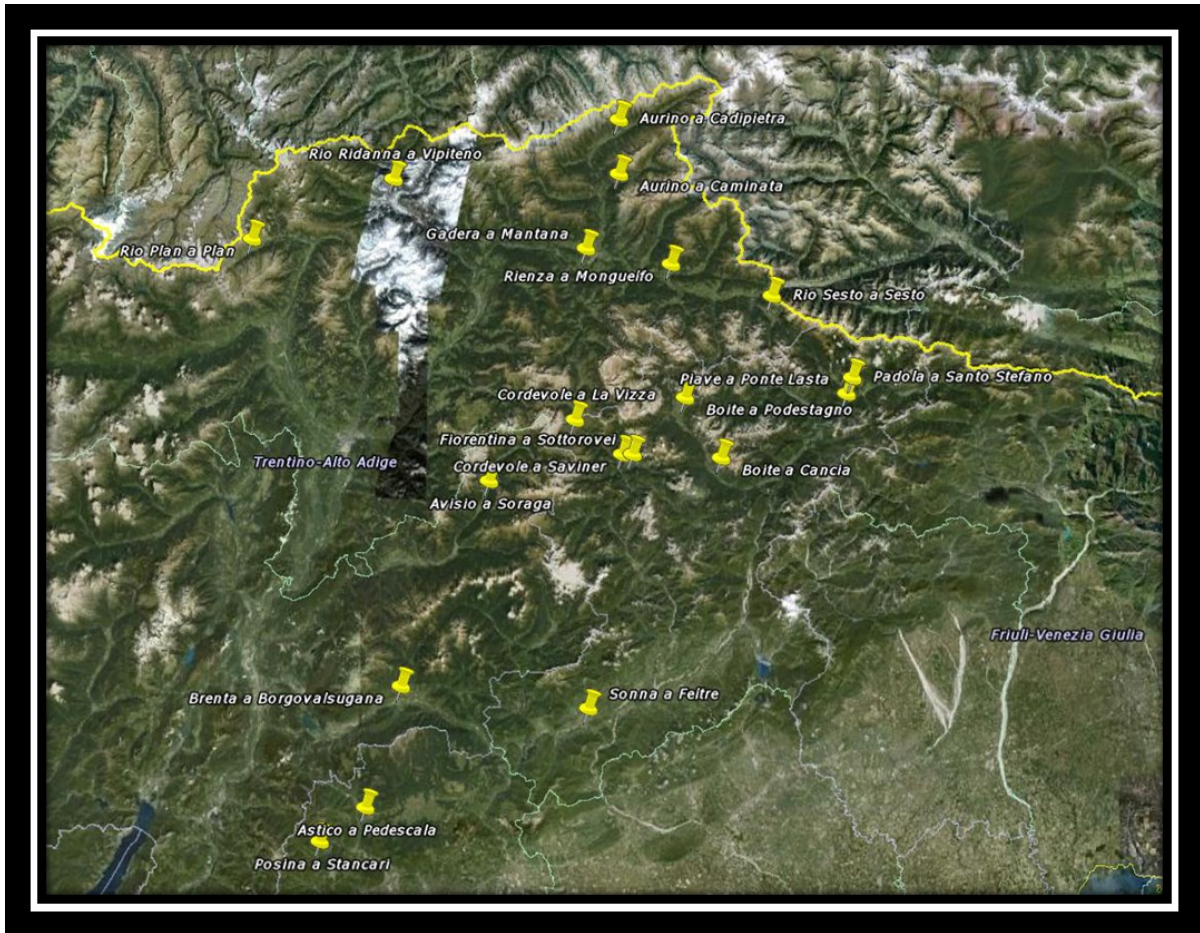 Aurino a Cadipietra
Rio Ridanna a Vipiteno
Aurino a Caminata
Gadera a Mantana
Rio Plan a Plan
Rienza a Monguelfo
Rio Sesto a Sesto
Piave a Ponte Lasta
Padola a Santo Stefano
Cordevole a La Vizza
Boite a Podestagno
Fiorentina a Sottorovei
Trentino-Alto Adige
Cordevole a Saviner
Boite a Cancia
Avisio a Soraga
Friuli-Venezia Giulia
Brenta a Borgovalsugana
Sonna a Feltre
Astico a Pedescala
Posina a Stancari